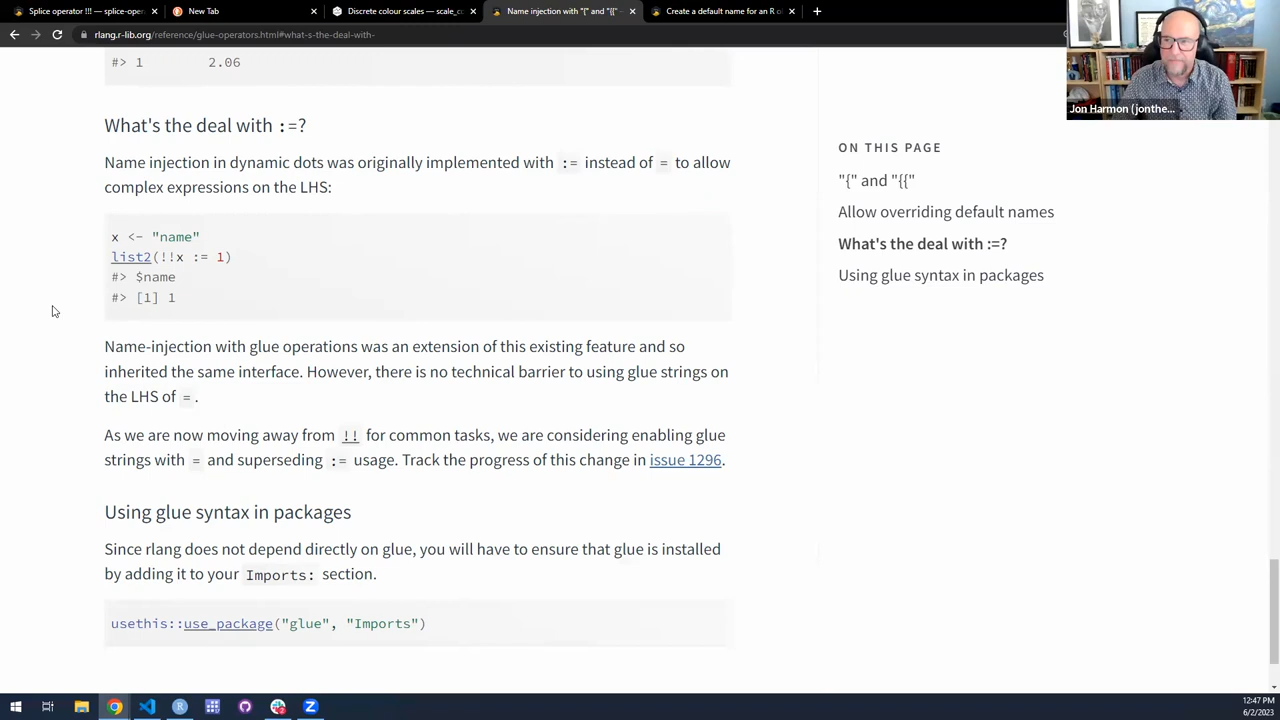 Splice operator !!! — splice-oper
New Tab
Discrete colour scales — scale_co
Name injection with "{" and "{{" —
Create a default name for an R o
rlang.r-lib.org/reference/glue-operators.html#what-s-the-deal-with-
Jon Harmon (jonthe...
#> 1 2.06
What's the deal with :=?
Name injection in dynamic dots was originally implemented with := instead of = to allow
complex expressions on the LHS:
x <- "name"
list2(!!x := 1)
#> $name
#> [1] 1
Name-injection with glue operations was an extension of this existing feature and so
inherited the same interface. However, there is no technical barrier to using glue strings on
the LHS of =.
As we are now moving away from !! for common tasks, we are considering enabling glue
strings with = and superseding := usage. Track the progress of this change in issue 1296.
Using glue syntax in packages
Since rlang does not depend directly on glue, you will have to ensure that glue is installed
by adding it to your Imports: section.
usethis::use_package("glue", "Imports")
ON THIS PAGE
"{" and "{{"
Allow overriding default names
What's the deal with :=?
Using glue syntax in packages
12:47 PM
6/2/2023